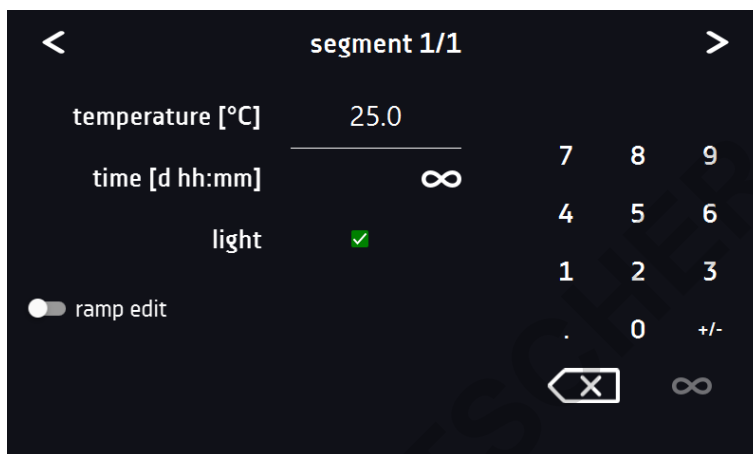 < segment 1/1 >
temperature [°C] 25.0
time [d hh:mm] ∞
light
ramp edit
7 8 9
4 5 6
1 2 3
. 0 +/-
∞